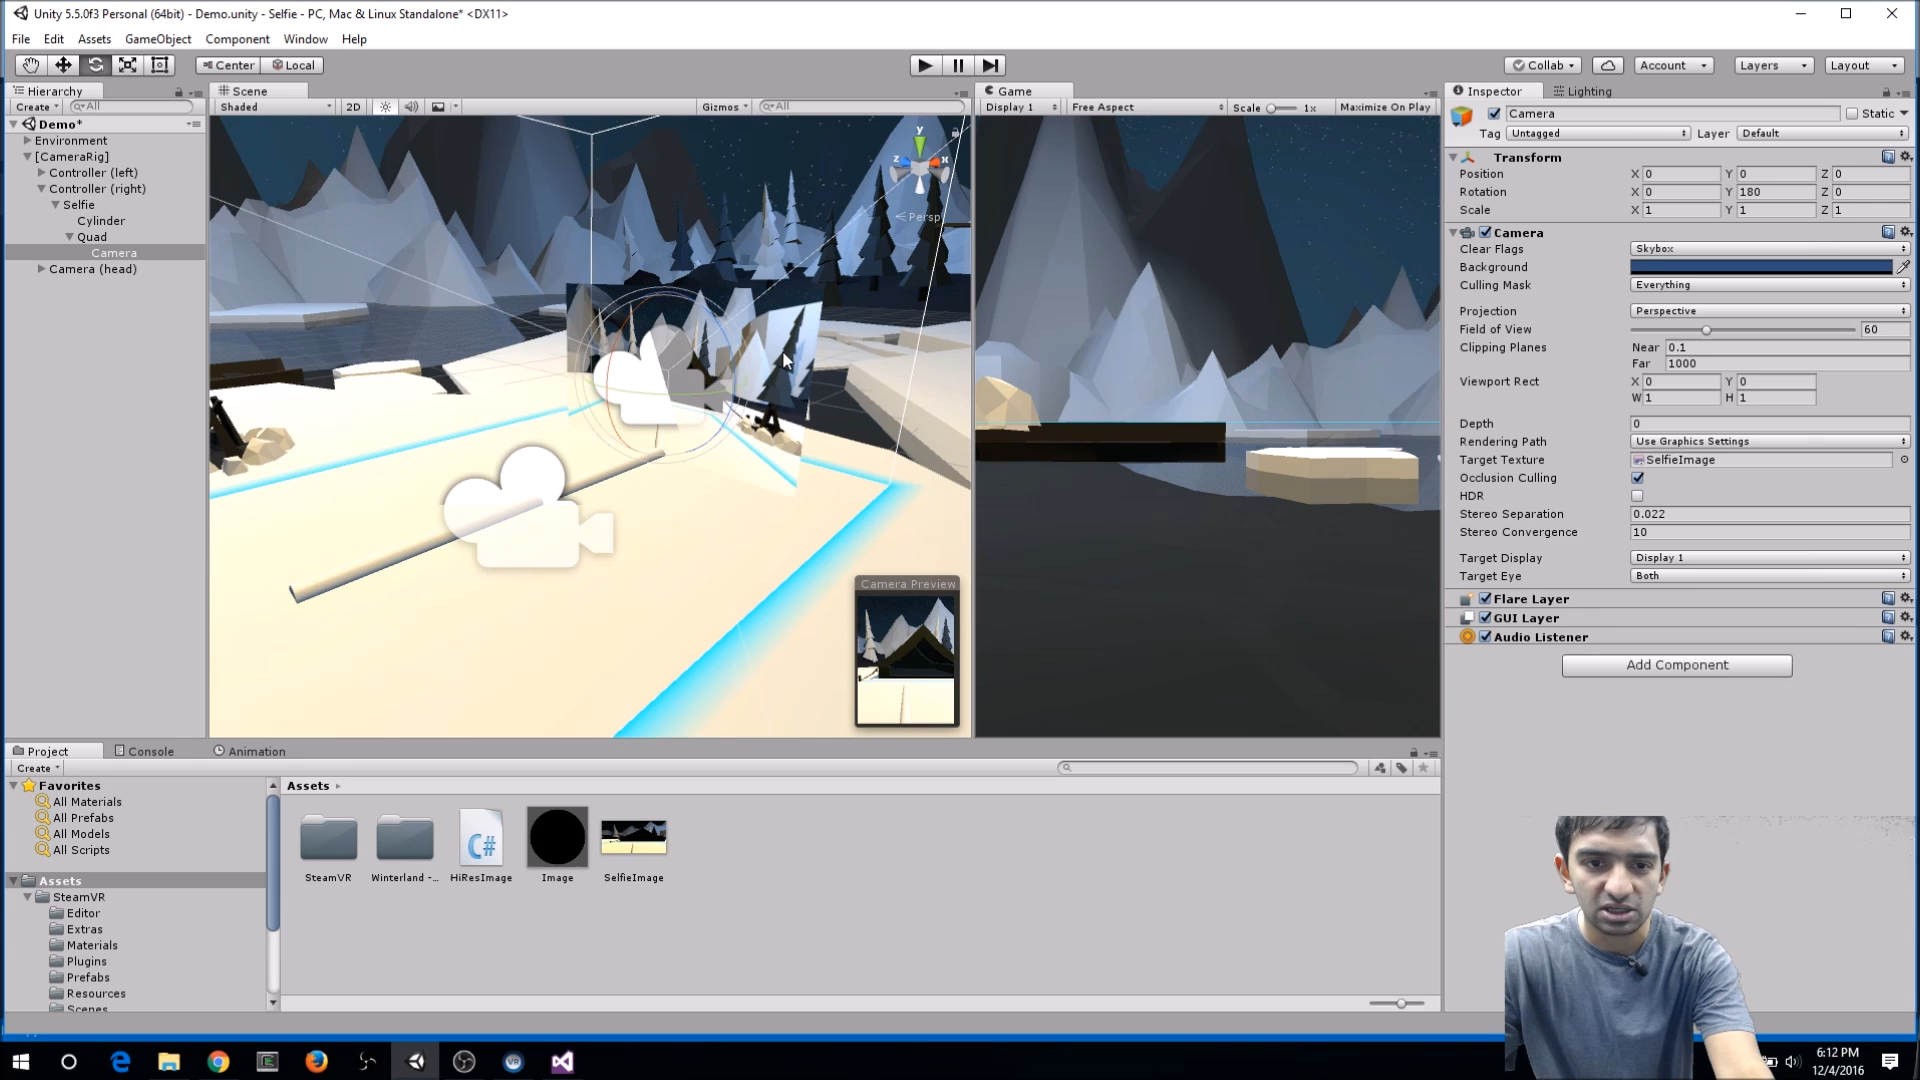 Unity 5.5.0f3 Personal (64bit) - Demo.unity - Selfie - PC, Mac & Linux Standalone* <DX11>
File Edit Assets GameObject Component Window Help
Center Local
Collab Account Layers Layout
Hierarchy
Create All
Demo*
Environment
[CameraRig]
Controller (left)
Controller (right)
Selfie
Cylinder
Quad
Camera
Camera (head)
Scene
Shaded 2D Gizmos All
y
z x
Persp
Camera Preview
Game
Display 1 Free Aspect Scale 1x Maximize On Play
Inspector Lighting
Camera Static
Tag Untagged Layer Default
Transform
Position X 0 Y 0 Z 0
Rotation X 0 Y 180 Z 0
Scale X 1 Y 1 Z 1
Camera
Clear Flags Skybox
Background
Culling Mask Everything
Projection Perspective
Field of View 60
Clipping Planes Near 0.1
Far 1000
Viewport Rect X 0 Y 0
W 1 H 1
Depth 0
Rendering Path Use Graphics Settings
Target Texture SelfieImage
Occlusion Culling
HDR
Stereo Separation 0.022
Stereo Convergence 10
Target Display Display 1
Target Eye Both
Flare Layer
GUI Layer
Audio Listener
Add Component
Project Console Animation
Create
Favorites
All Materials
All Prefabs
All Models
All Scripts
Assets
SteamVR
Editor
Extras
Materials
Plugins
Prefabs
Resources
Scenes
Assets
C#
SteamVR Winterland -... HiResImage Image SelfieImage
6:12 PM
12/4/2016